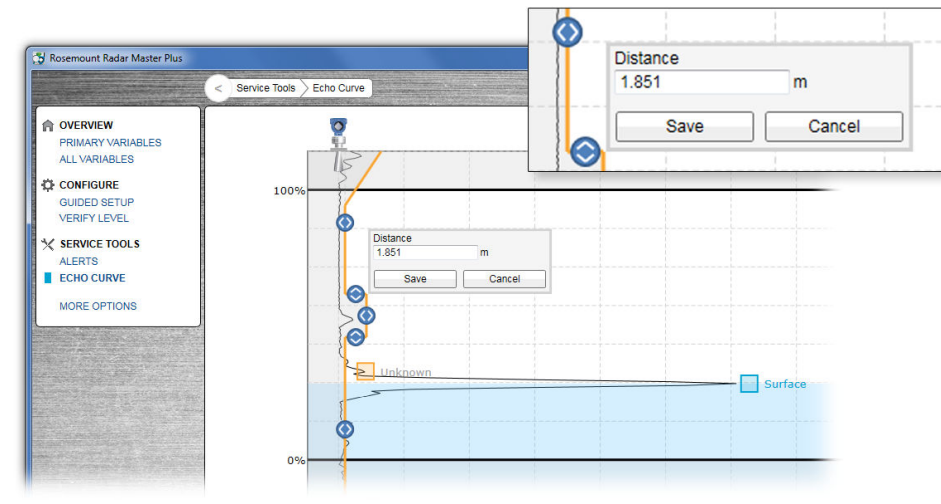 Rosemount Radar Master Plus
< Service Tools Echo Curve
OVERVIEW
PRIMARY VARIABLES
ALL VARIABLES
CONFIGURE
GUIDED SETUP
VERIFY LEVEL
SERVICE TOOLS
ALERTS
ECHO CURVE
MORE OPTIONS
Distance
1.851 m
Save Cancel
100%
Distance
1.851 m
Save Cancel
Unknown
Surface
0%